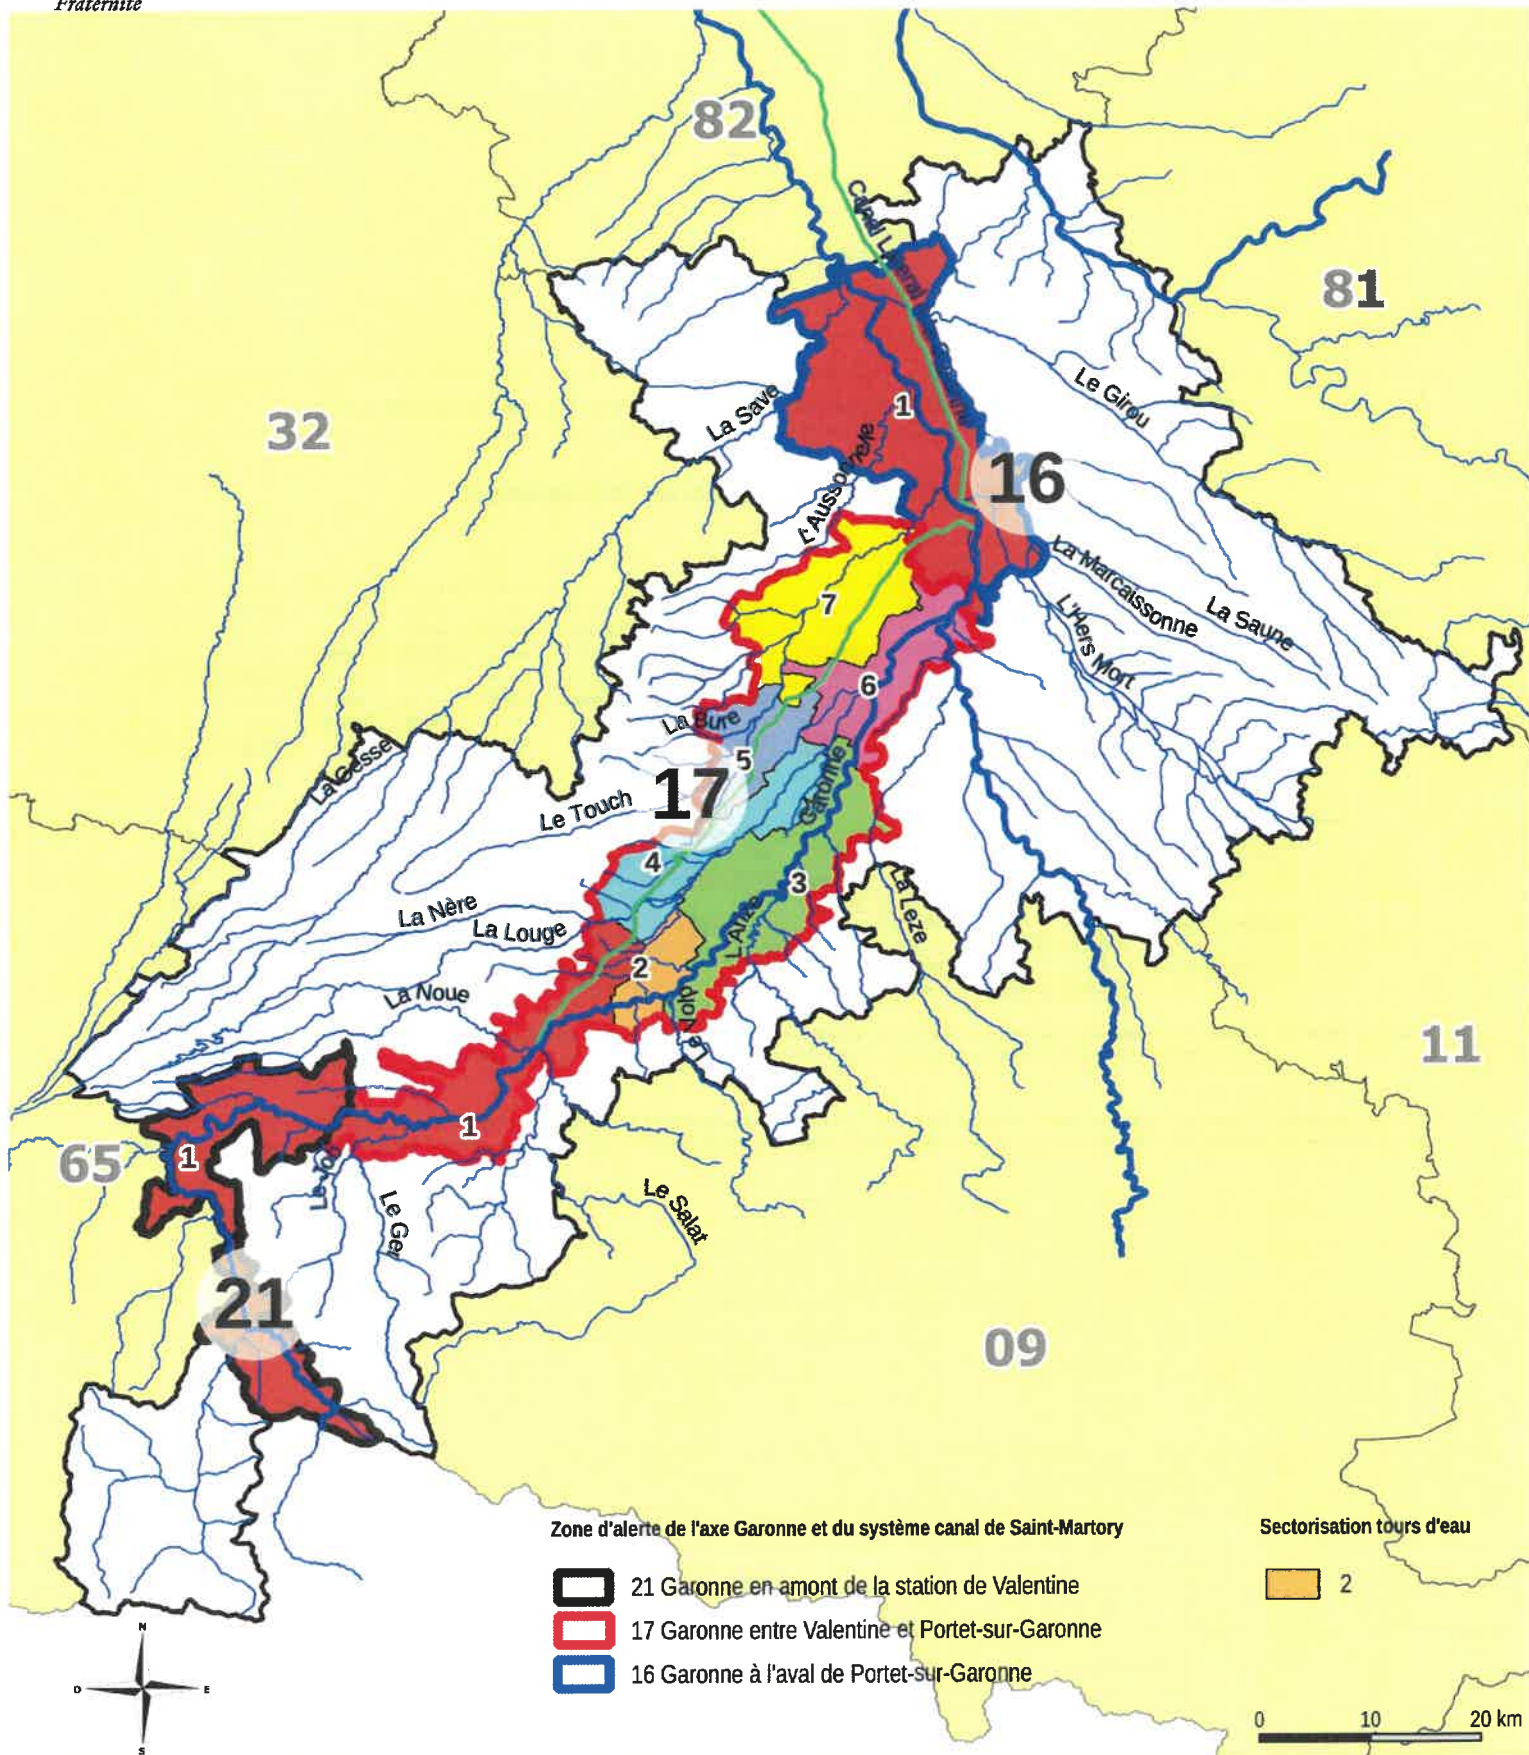 Fraternité
82
Canal Latéral
81
32
La Save
1
Le Girou
L'Aussonnelle
16
La Marcaissonne
La Saune
7
L'Hers Mort
6
La Bure
5
La Gesse
17
Le Touch
Garonne
4
3
La Nère
La Louge
L'Arize
La Leze
2
La Noue
Le Volp
11
1
65
1
Le Job
Le Ger
Le Salat
21
09
Zone d'alerte de l'axe Garonne et du système canal de Saint-Martory
Sectorisation tours d'eau
21 Garonne en amont de la station de Valentine
2
17 Garonne entre Valentine et Portet-sur-Garonne
16 Garonne à l'aval de Portet-sur-Garonne
N
O
E
S
0
10
20 km